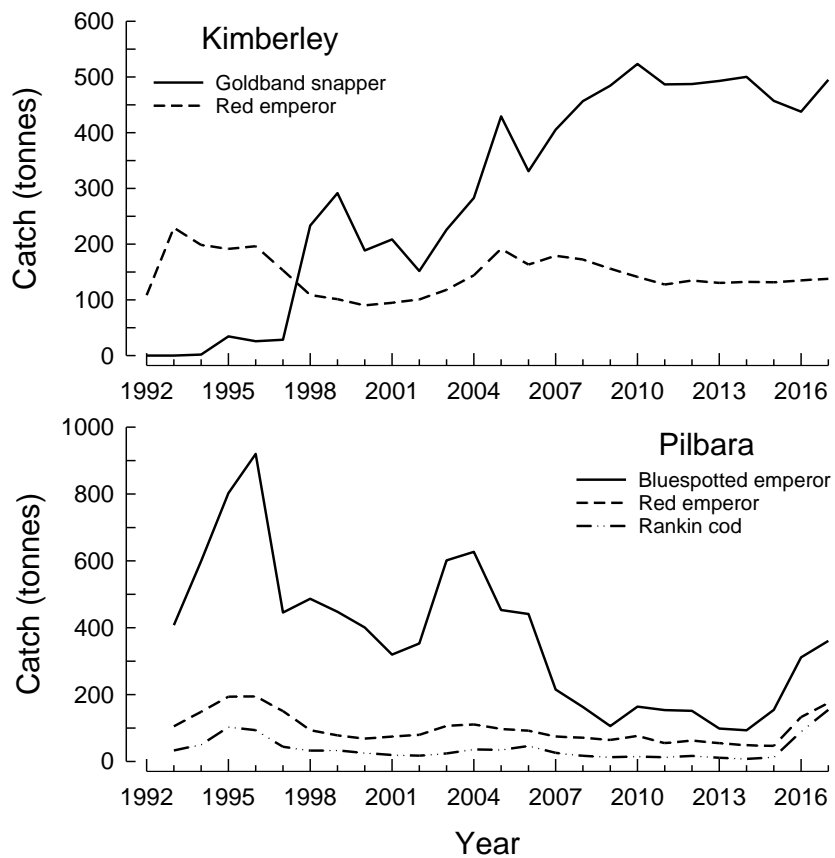 Kimberley
Goldband snapper
Red emperor
Catch (tonnes)
600
500
400
300
200
100
0
1992 1995 1998 2001 2004 2007 2010 2013 2016
Pilbara
Bluespotted emperor
Red emperor
Rankin cod
Catch (tonnes)
1000
800
600
400
200
0
1992 1995 1998 2001 2004 2007 2010 2013 2016
Year